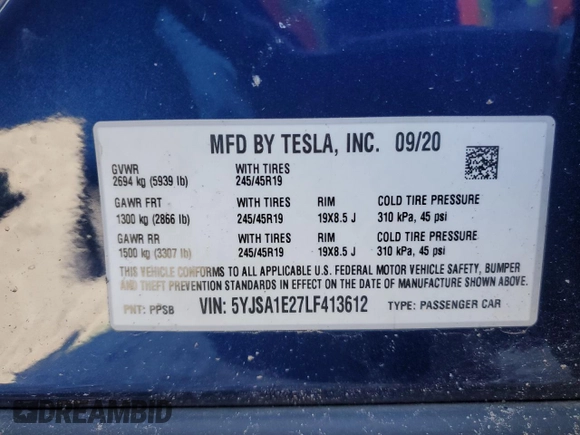 MFD BY TESLA, INC. 09/20
GVWR WITH TIRES
2694 kg (5939 lb) 245/45R19
GAWR FRT WITH TIRES RIM COLD TIRE PRESSURE
1300 kg (2866 lb) 245/45R19 19X8.5 J 310 kPa, 45 psi
GAWR RR WITH TIRES RIM COLD TIRE PRESSURE
1500 kg (3307 lb) 245/45R19 19X8.5 J 310 kPa, 45 psi
THIS VEHICLE CONFORMS TO ALL APPLICABLE U.S. FEDERAL MOTOR VEHICLE SAFETY, BUMPER
AND THEFT PREVENTION STANDARDS IN EFFECT ON THE DATE OF MANUFACTURE SHOWN ABOVE.
PNT: PPSB VIN: 5YJSA1E27LF413612 TYPE: PASSENGER CAR
DREAMBID